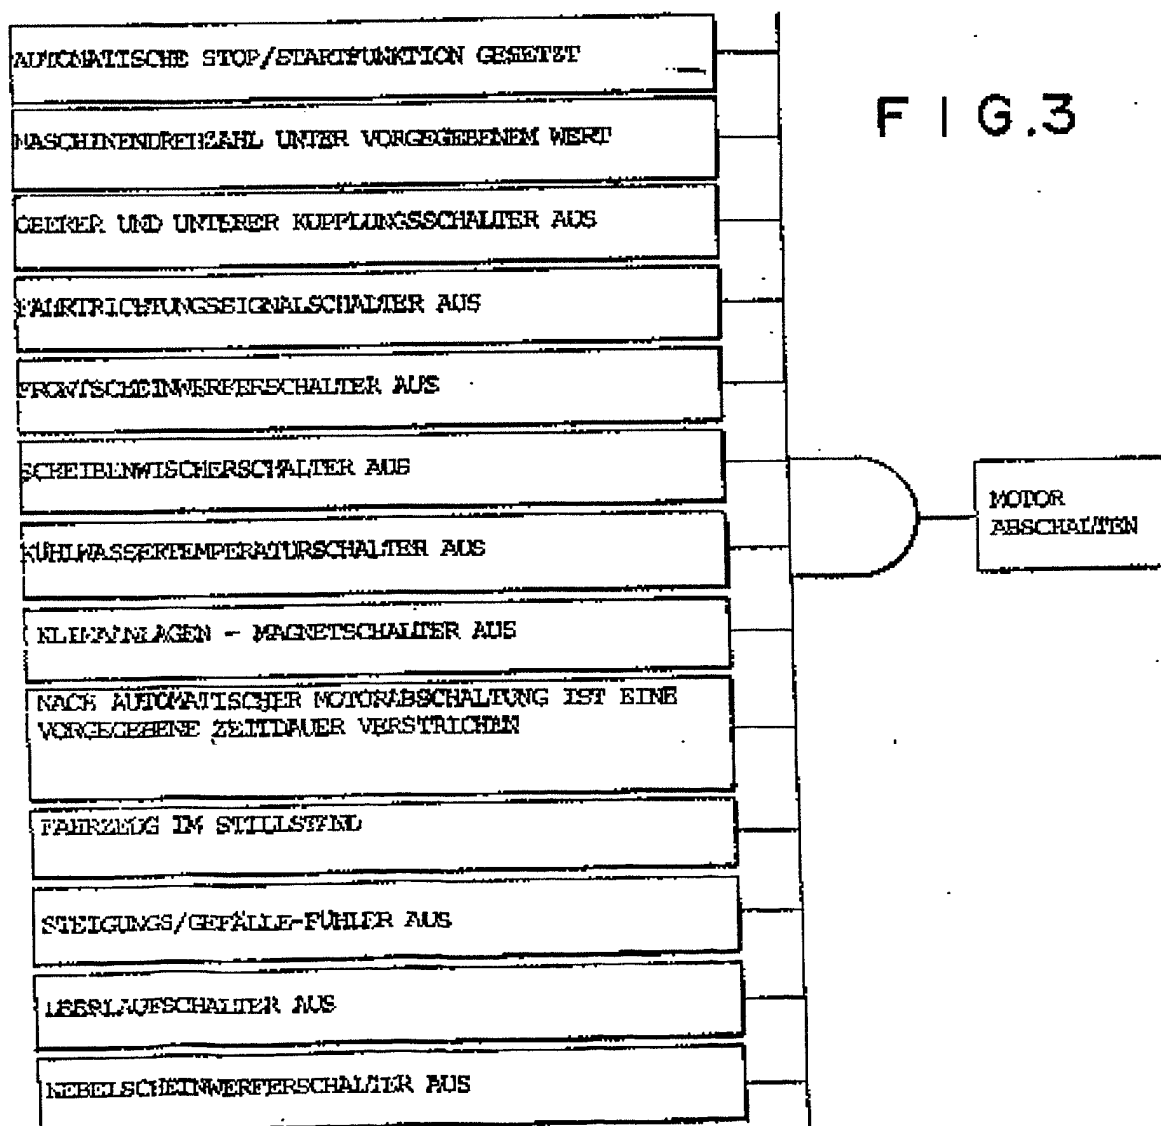 AUTOMATISCHE STOP/STARTFUNKTION GESETZT
FIG.3
MASCHINENDREHZAHL UNTER VORGEGEBENEM WERT
OBERER UND UNTERER KUPPLUNGSSCHALTER AUS
FAHRTRICHTUNGSSIGNALSCHALTER AUS
FRONTSCHEINWERFERSCHALTER AUS
SCHEIBENWISCHERSCHALTER AUS
KÜHLWASSERTEMPERATURSCHALTER AUS
MOTOR
ABSCHALTEN
KLIMAANLAGEN - MAGNETSCHALTER AUS
NACH AUTOMATISCHER MOTORABSCHALTUNG IST EINE
VORGEGEBENE ZEITDAUER VERSTRICHEN
FAHRZEUG IM STILLSTAND
STEIGUNGS/GEFÄLLE-FÜHLER AUS
LEERLAUFSCHALTER AUS
NEBELSCHEINWERFERSCHALTER AUS